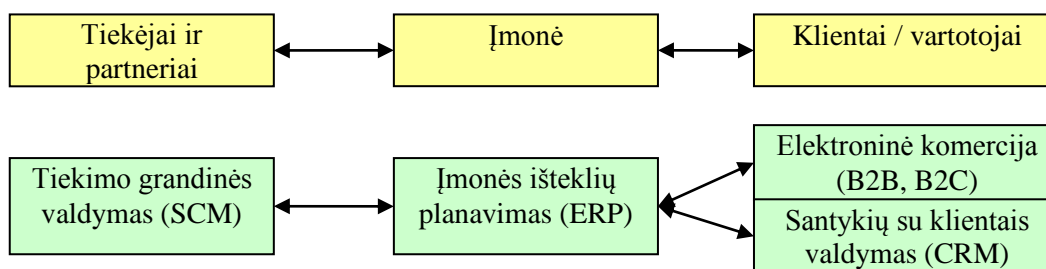 Tiekėjai ir
partneriai
Įmonė
Klientai / vartotojai
Tiekimo grandinės
valdymas (SCM)
Įmonės išteklių
planavimas (ERP)
Elektroninė komercija
(B2B, B2C)
Santykių su klientais
valdymas (CRM)